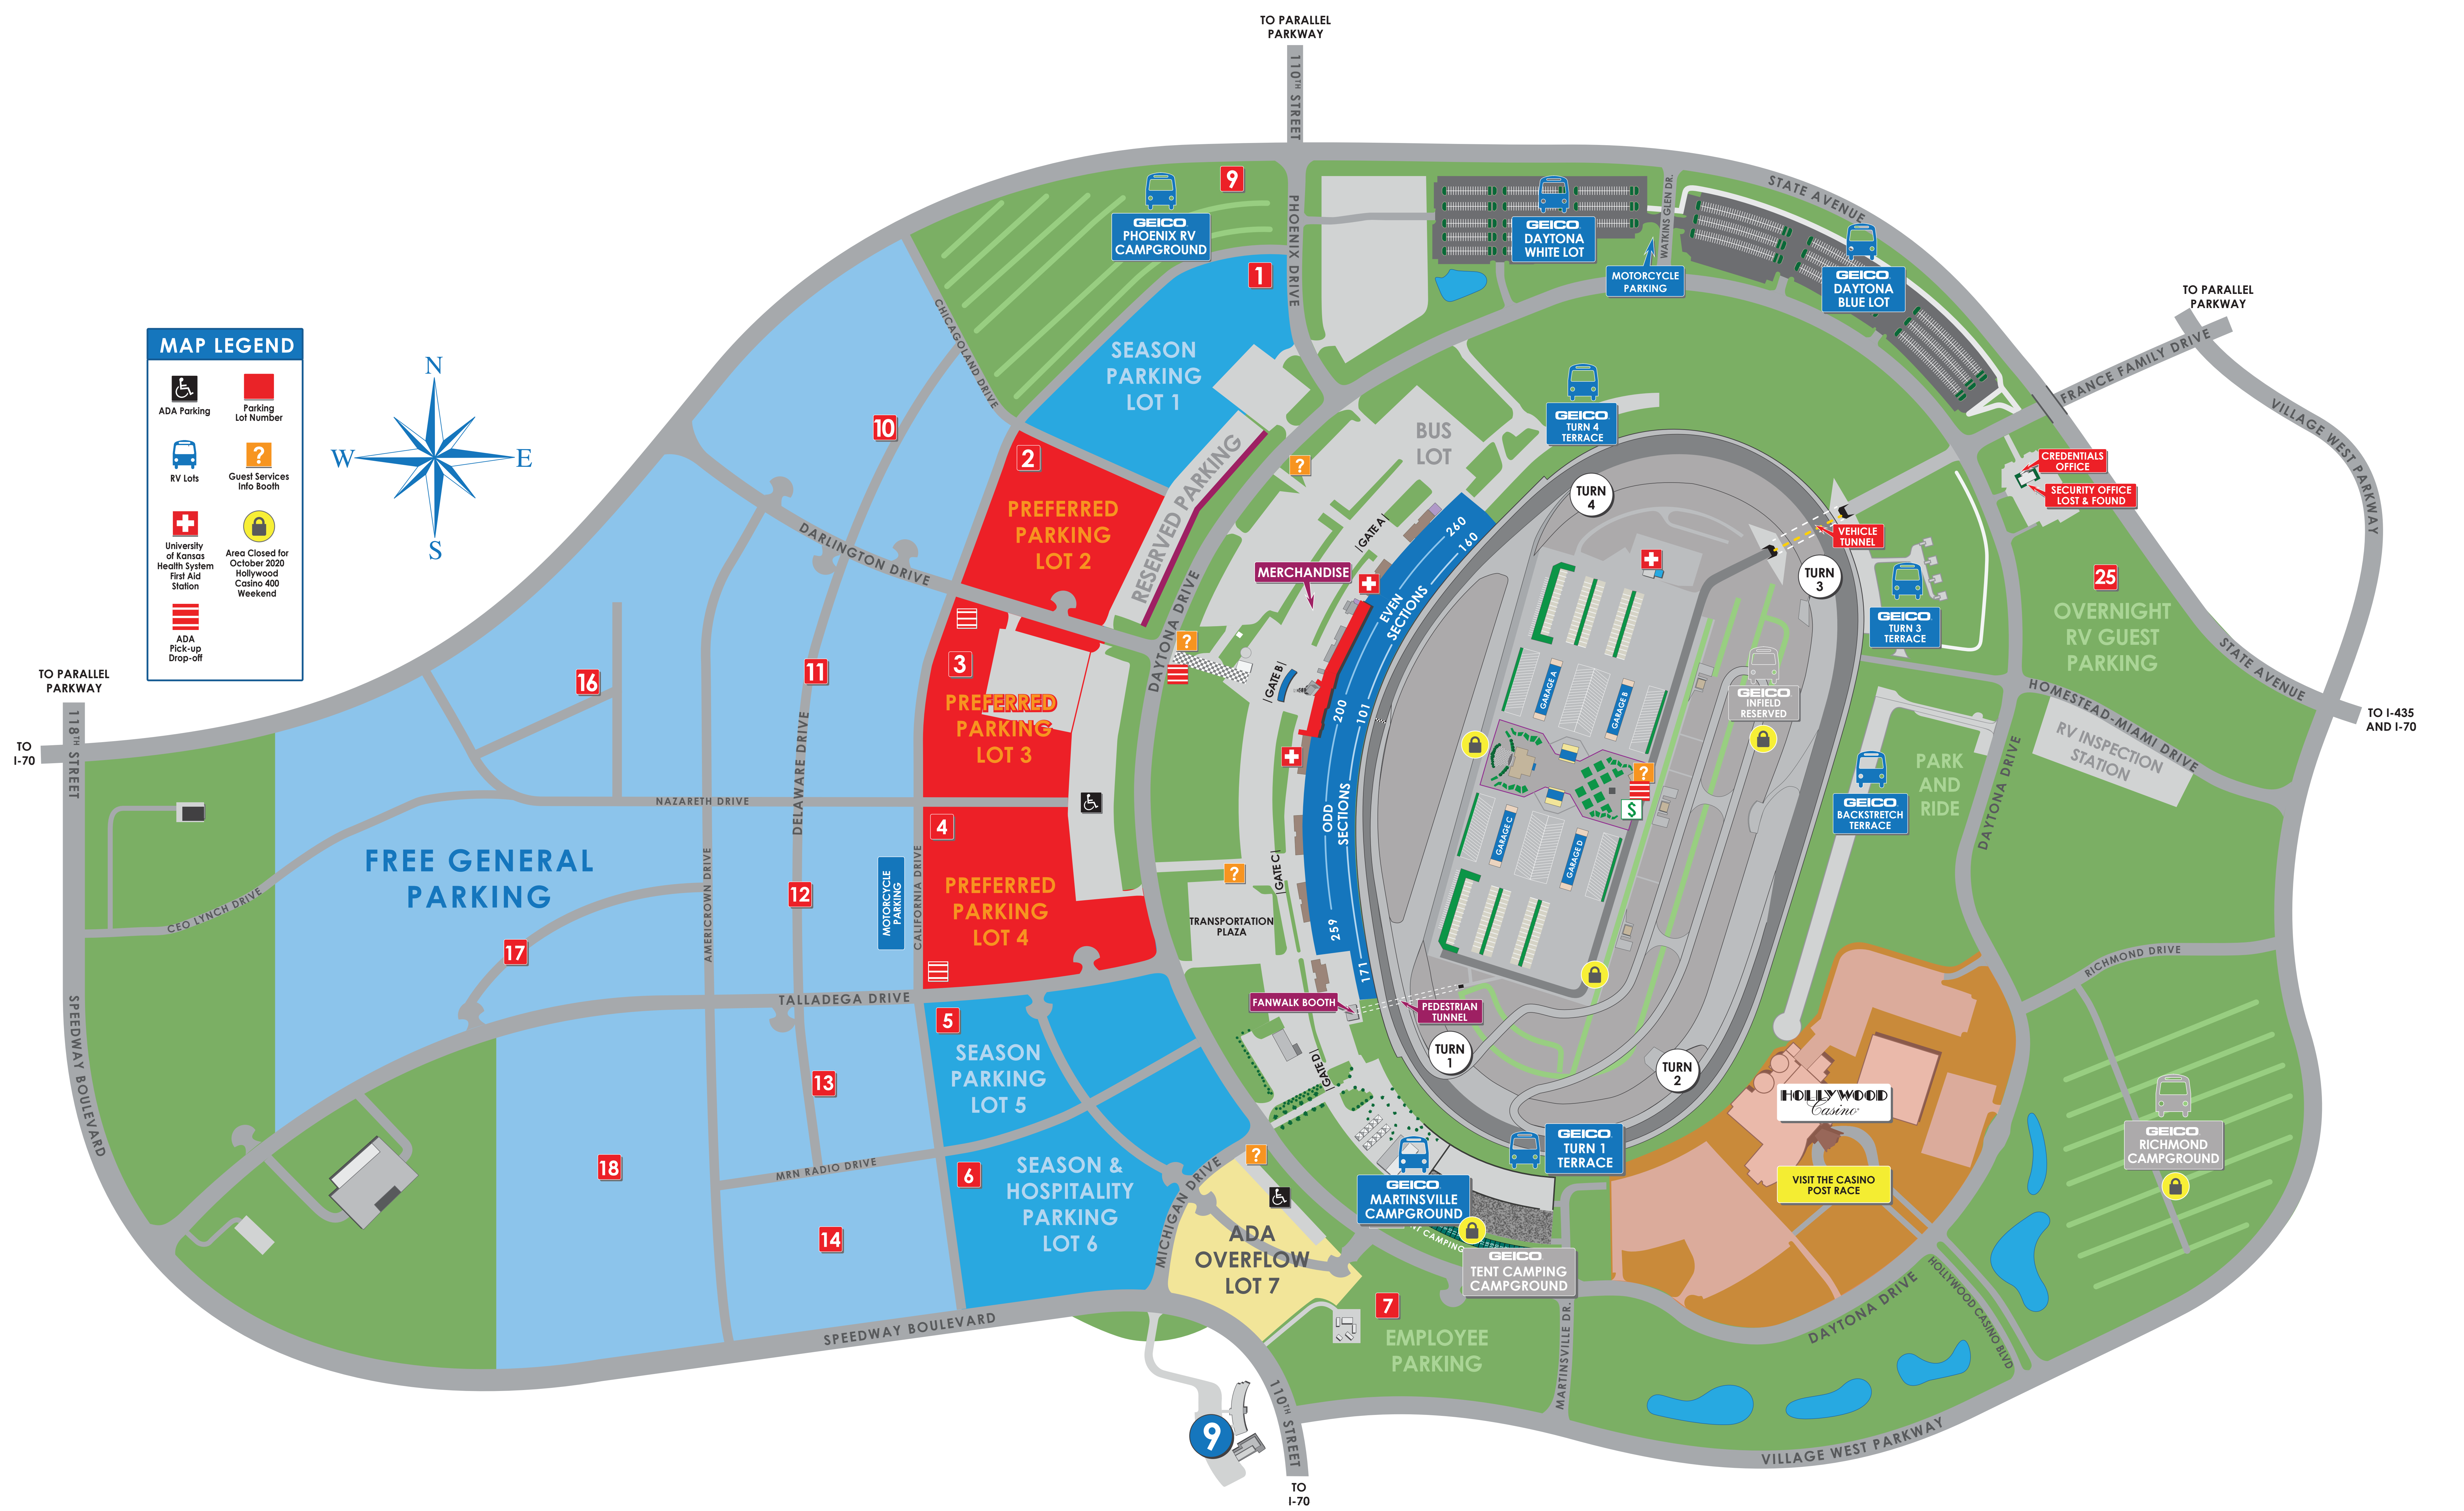 TO PARALLEL
PARKWAY
110TH STREET
9
GEICO
PHOENIX RV
CAMPGROUND
1
PHOENIX DRIVE
GEICO
DAYTONA
WHITE LOT
WATKINS GLEN DR.
MOTORCYCLE
PARKING
STATE AVENUE
GEICO
DAYTONA
BLUE LOT
TO PARALLEL
PARKWAY
FRANCE FAMILY DRIVE
VILLAGE WEST PARKWAY
MAP LEGEND
ADA Parking
Parking
Lot Number
RV Lots
?
Guest Services
Info Booth
University
of Kansas
Health System
First Aid
Station
Area Closed for
October 2020
Hollywood
Casino 400
Weekend
ADA
Pick-up
Drop-off
N
W
E
S
CHICAGOLAND DRIVE
SEASON
PARKING
LOT 1
10
2
PREFERRED
PARKING
LOT 2
RESERVED PARKING
DARLINGTON DRIVE
DAYTONA DRIVE
?
BUS
LOT
GEICO
TURN 4
TERRACE
TURN
4
|GATE A|
260
160
EVEN
SECTIONS
MERCHANDISE
CREDENTIALS
OFFICE
SECURITY OFFICE
LOST & FOUND
VEHICLE
TUNNEL
TURN
3
GEICO
TURN 3
TERRACE
25
OVERNIGHT
RV GUEST
PARKING
STATE AVENUE
HOMESTEAD-MIAMI DRIVE
RV INSPECTION
STATION
TO I-435
AND I-70
TO PARALLEL
PARKWAY
118TH STREET
TO
I-70
16
11
3
PREFERRED
PARKING
LOT 3
?
|GATE B|
200
101
GARAGE A
GARAGE B
GEICO
INFIELD
RESERVED
?
$
GARAGE C
GARAGE D
GEICO
BACKSTRETCH
TERRACE
PARK
AND
RIDE
DAYTONA DRIVE
NAZARETH DRIVE
DELAWARE DRIVE
FREE GENERAL
PARKING
CEO LYNCH DRIVE
AMERICROWN DRIVE
12
MOTORCYCLE
PARKING
CALIFORNIA DRIVE
4
PREFERRED
PARKING
LOT 4
?
|GATE C|
ODD
SECTIONS
TRANSPORTATION
PLAZA
259
171
17
TALLADEGA DRIVE
SPEEDWAY BOULEVARD
FANWALK BOOTH
PEDESTRIAN
TUNNEL
TURN
1
TURN
2
|GATE D|
5
SEASON
PARKING
LOT 5
13
18
MRN RADIO DRIVE
6
SEASON &
HOSPITALITY
PARKING
LOT 6
14
MICHIGAN DRIVE
?
ADA
OVERFLOW
LOT 7
GEICO
TURN 1
TERRACE
GEICO
MARTINSVILLE
CAMPGROUND
GEICO
TENT CAMPING
CAMPGROUND
HOLLYWOOD
Casino
VISIT THE CASINO
POST RACE
RICHMOND DRIVE
GEICO
RICHMOND
CAMPGROUND
7
EMPLOYEE
PARKING
MARTINSVILLE DR.
DAYTONA DRIVE
HOLLYWOOD CASINO BLVD
SPEEDWAY BOULEVARD
9
110TH STREET
VILLAGE WEST PARKWAY
TO
I-70